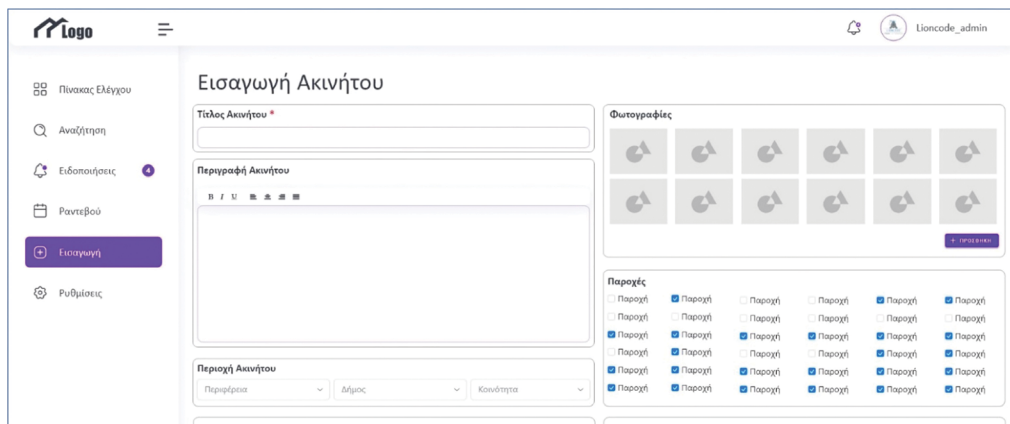 Logo
Lioncode_admin
Πίνακας Ελέγχου
Αναζήτηση
Ειδοποιήσεις 4
Ραντεβού
Εισαγωγή
Ρυθμίσεις
Εισαγωγή Ακινήτου
Τίτλος Ακινήτου *
Περιγραφή Ακινήτου
B I U
Περιοχή Ακινήτου
Περιφέρεια Δήμος Κοινότητα
Φωτογραφίες
+ ΠΡΟΣΘΗΚΗ
Παροχές
Παροχή Παροχή Παροχή Παροχή Παροχή Παροχή
Παροχή Παροχή Παροχή Παροχή Παροχή Παροχή
Παροχή Παροχή Παροχή Παροχή Παροχή Παροχή
Παροχή Παροχή Παροχή Παροχή Παροχή Παροχή
Παροχή Παροχή Παροχή Παροχή Παροχή Παροχή
Παροχή Παροχή Παροχή Παροχή Παροχή Παροχή